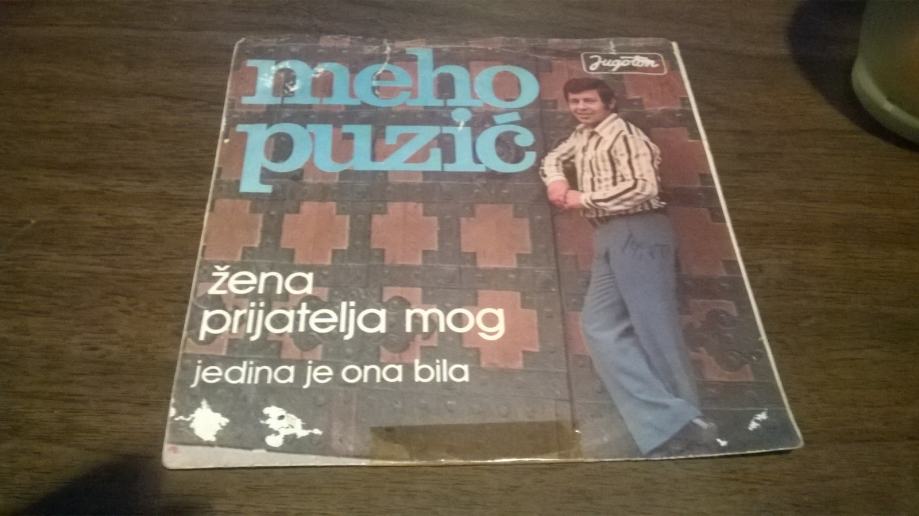 meho
puzić
Jugoton
žena
prijatelja mog
jedina je ona bila